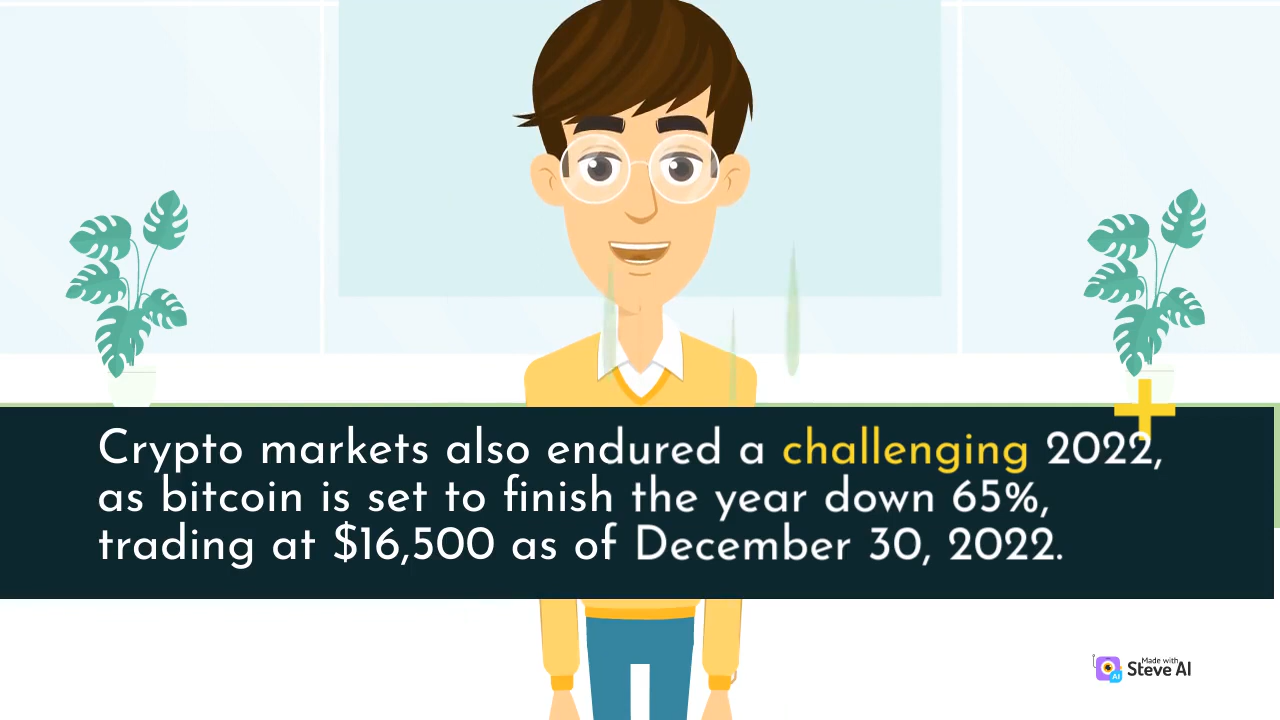 Crypto markets also endured a challenging 2022,
as bitcoin is set to finish the year down 65%,
trading at $16,500 as of December 30, 2022.
Made with
Steve AI
AI